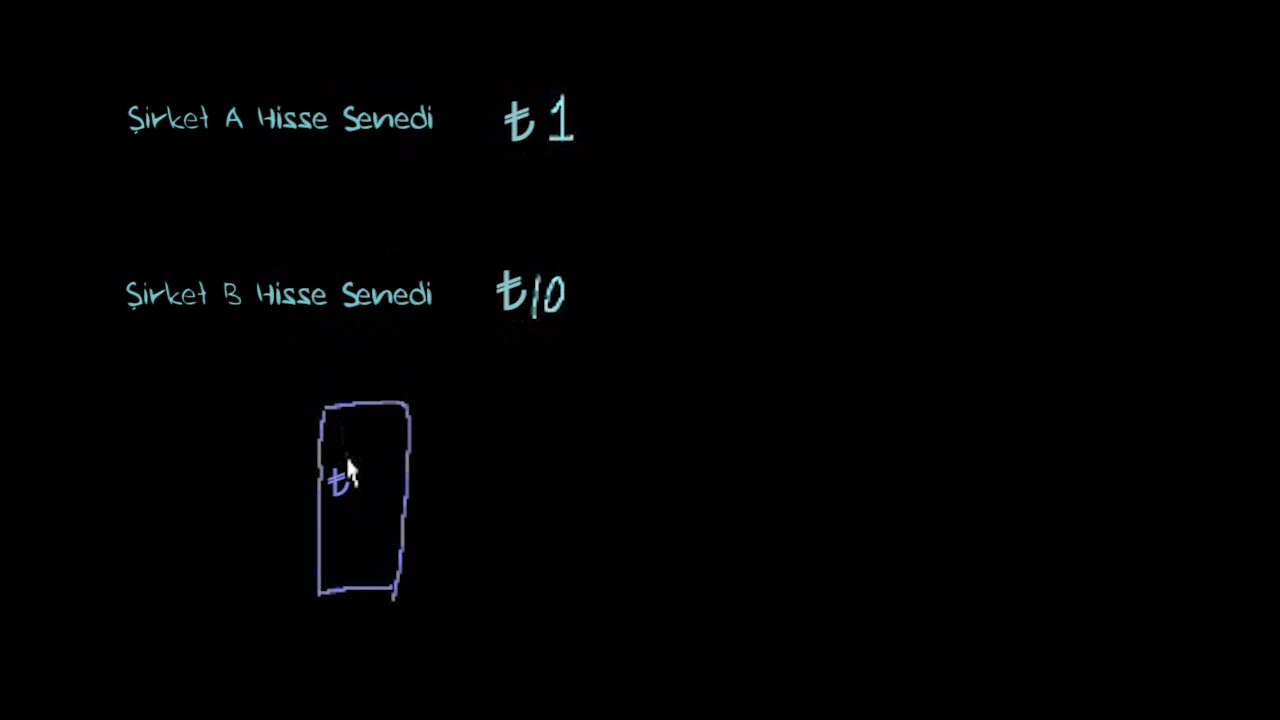 Şirket A Hisse Senedi ₺ 1
Şirket B Hisse Senedi ₺10
₺